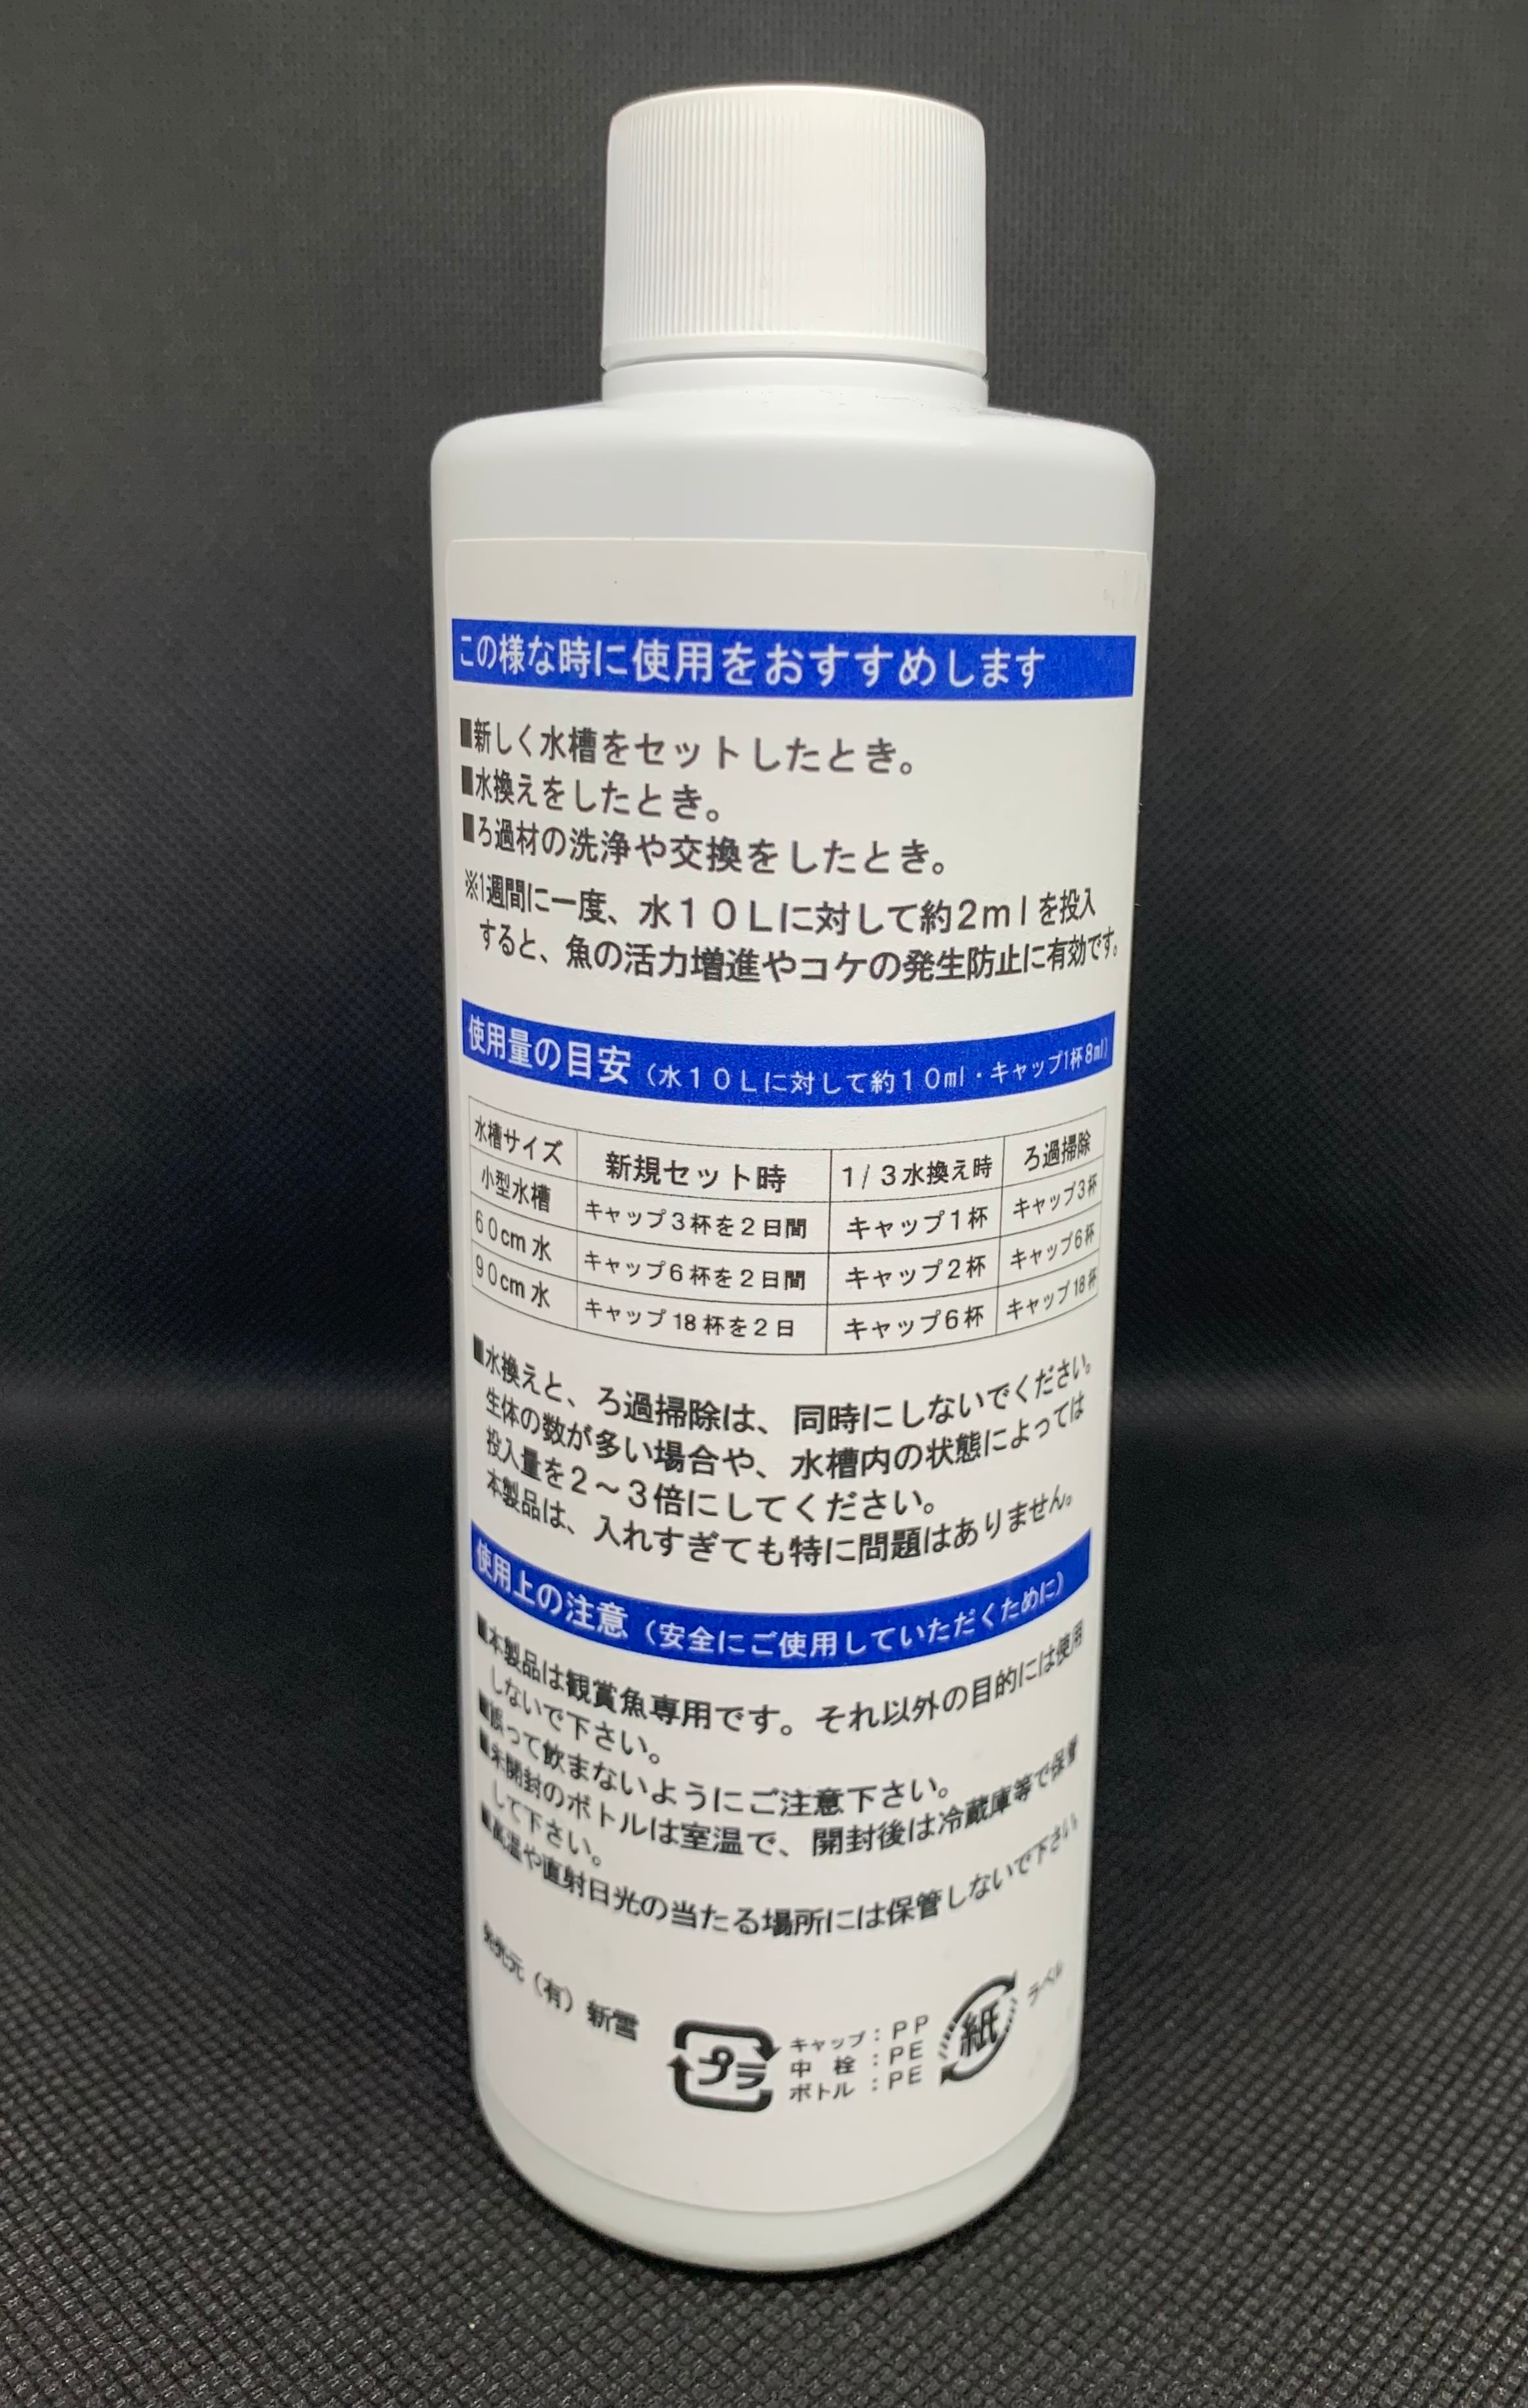 この様な時に使用をおすすめします
■新しく水槽をセットしたとき。
■水換えをしたとき。
■ろ過材の洗浄や交換をしたとき。
※1週間に一度、水10Lに対して約2mlを投入
すると、魚の活力増進やコケの発生防止に有効です。
使用量の目安（水10Lに対して約10ml・キャップ1杯8ml）
水槽サイズ 新規セット時 1/3水換え時 ろ過掃除
小型水槽 キャップ3杯を2日間 キャップ1杯 キャップ3杯
60cm水 キャップ6杯を2日間 キャップ2杯 キャップ6杯
90cm水 キャップ18杯を2日 キャップ6杯 キャップ18杯
■水換えと、ろ過掃除は、同時にしないでください。
生体の数が多い場合や、水槽内の状態によっては
投入量を2～3倍にしてください。
本製品は、入れすぎても特に問題はありません。
使用上の注意（安全にご使用していただくために）
■本製品は観賞魚専用です。それ以外の目的には使用
しないで下さい。
■誤って飲まないようにご注意下さい。
■未開封のボトルは室温で、開封後は冷蔵庫等で保管
して下さい。
■高温や直射日光の当たる場所には保管しないで下さい
発売元（有）新雪
プラ
キャップ：PP
中栓：PE
ボトル：PE
紙
ラベル